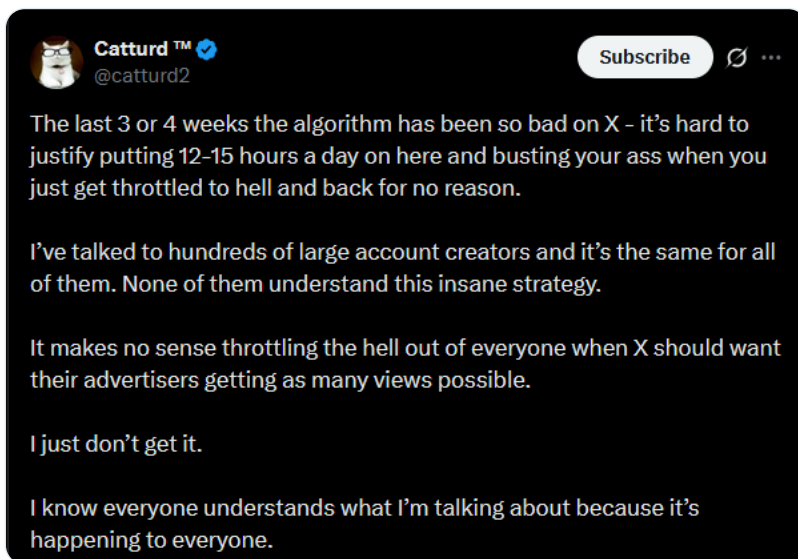 Catturd ™
@catturd2
Subscribe
The last 3 or 4 weeks the algorithm has been so bad on X - it's hard to
justify putting 12-15 hours a day on here and busting your ass when you
just get throttled to hell and back for no reason.
I've talked to hundreds of large account creators and it's the same for all
of them. None of them understand this insane strategy.
It makes no sense throttling the hell out of everyone when X should want
their advertisers getting as many views possible.
I just don't get it.
I know everyone understands what I'm talking about because it's
happening to everyone.